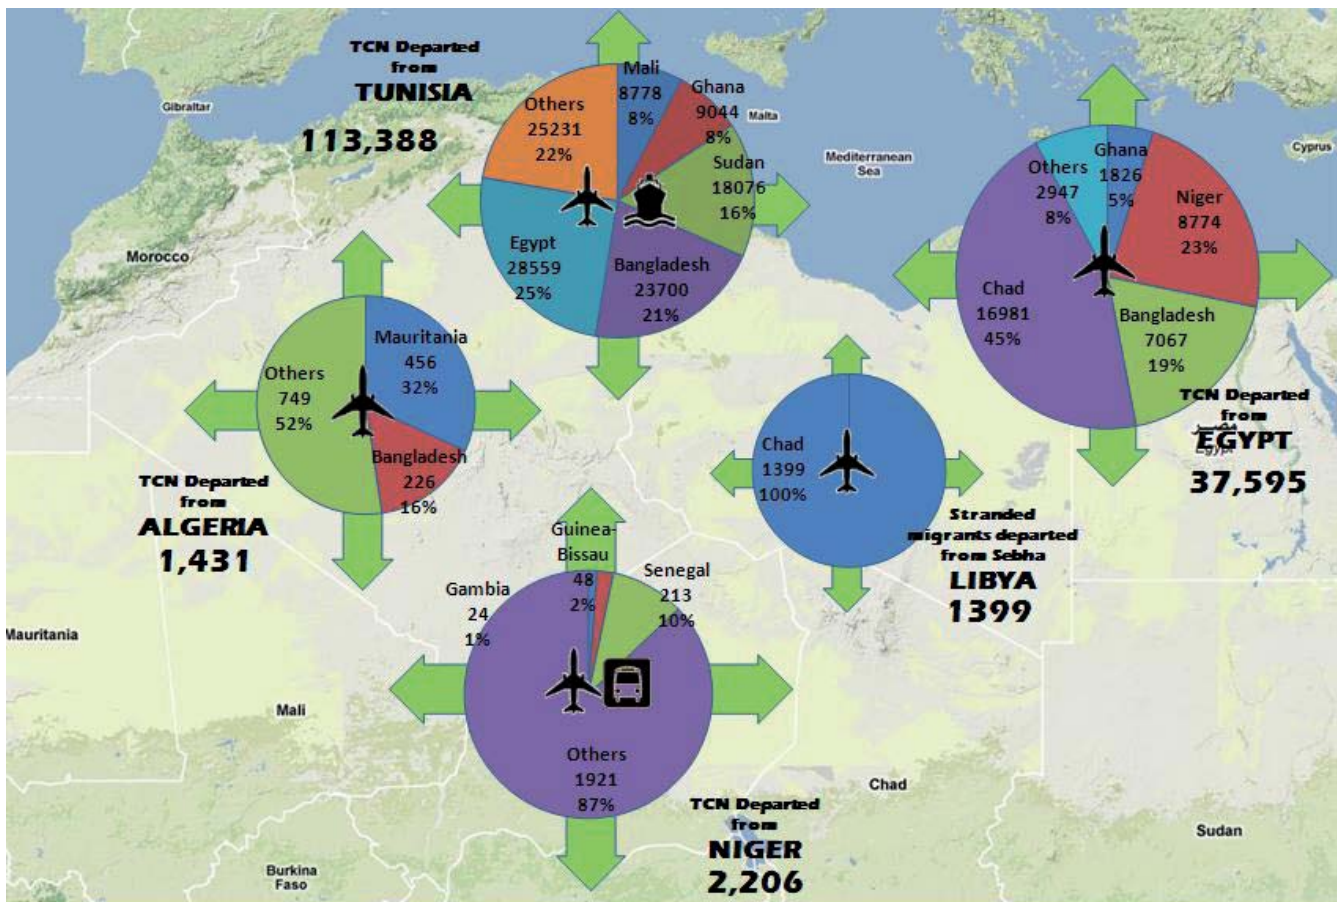 TCN Departed
from
TUNISIA
113,388
Mali
8778
8%
Ghana
9044
8%
Sudan
18076
16%
Bangladesh
23700
21%
Egypt
28559
25%
Others
25231
22%
Gibraltar
Malta
Mediterranean
Sea
Cyprus
Morocco
Ghana
1826
5%
Niger
8774
23%
Bangladesh
7067
19%
Chad
16981
45%
Others
2947
8%
TCN Departed
from
مصر
Egypt
EGYPT
37,595
Mauritania
456
32%
Bangladesh
226
16%
Others
749
52%
TCN Departed
from
ALGERIA
1,431
Chad
1399
100%
Stranded
migrants departed
from Sebha
LIBYA
1399
Guinea-
Bissau
48
2%
Senegal
213
10%
Gambia
24
1%
Others
1921
87%
TCN Departed
from
NIGER
2,206
Mauritania
Mali
Burkina
Faso
Chad
Sudan